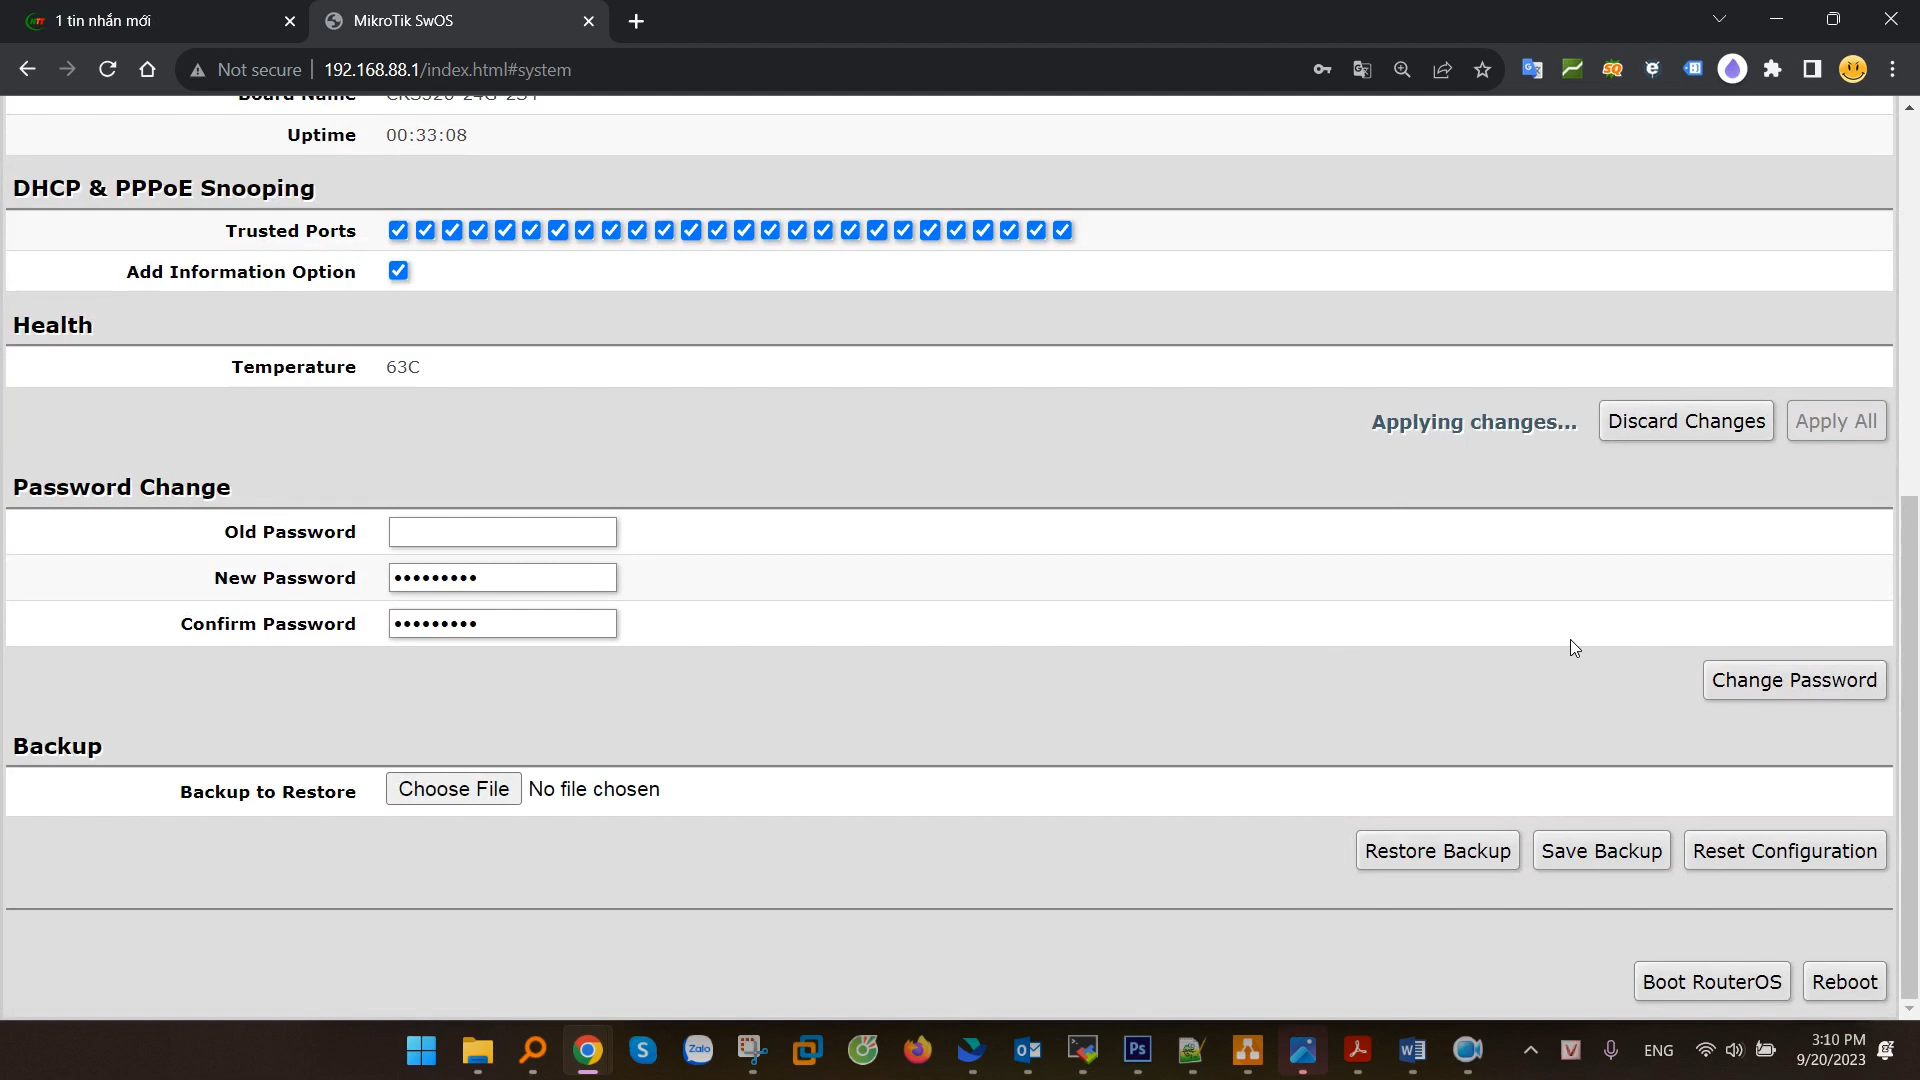 1 tin nhắn mới
MikroTik SwOS
Not secure
192.168.88.1/index.html#system
Board Name
Uptime 00:33:08
DHCP & PPPoE Snooping
Trusted Ports
Add Information Option
Health
Temperature 63C
Applying changes... Discard Changes Apply All
Password Change
Old Password
New Password •••••••••
Confirm Password •••••••••
Change Password
Backup
Backup to Restore Choose File No file chosen
Restore Backup Save Backup Reset Configuration
Boot RouterOS Reboot
Zalo
Ps
ENG
3:10 PM
9/20/2023